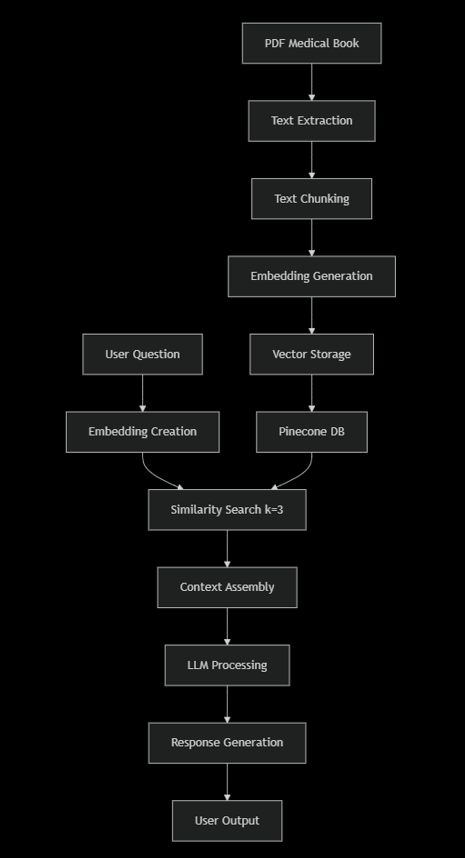 PDF Medical Book
Text Extraction
Text Chunking
Embedding Generation
User Question
Vector Storage
Embedding Creation
Pinecone DB
Similarity Search k=3
Context Assembly
LLM Processing
Response Generation
User Output